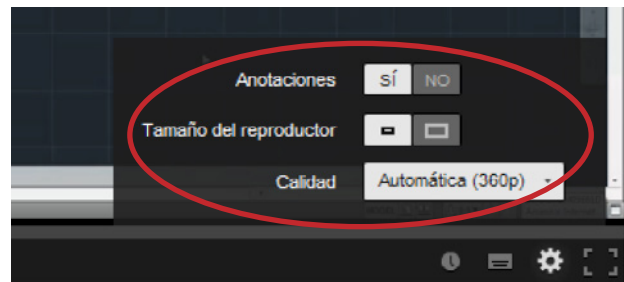 Anotaciones SÍ NO
Tamaño del reproductor
Calidad Automática (360p)